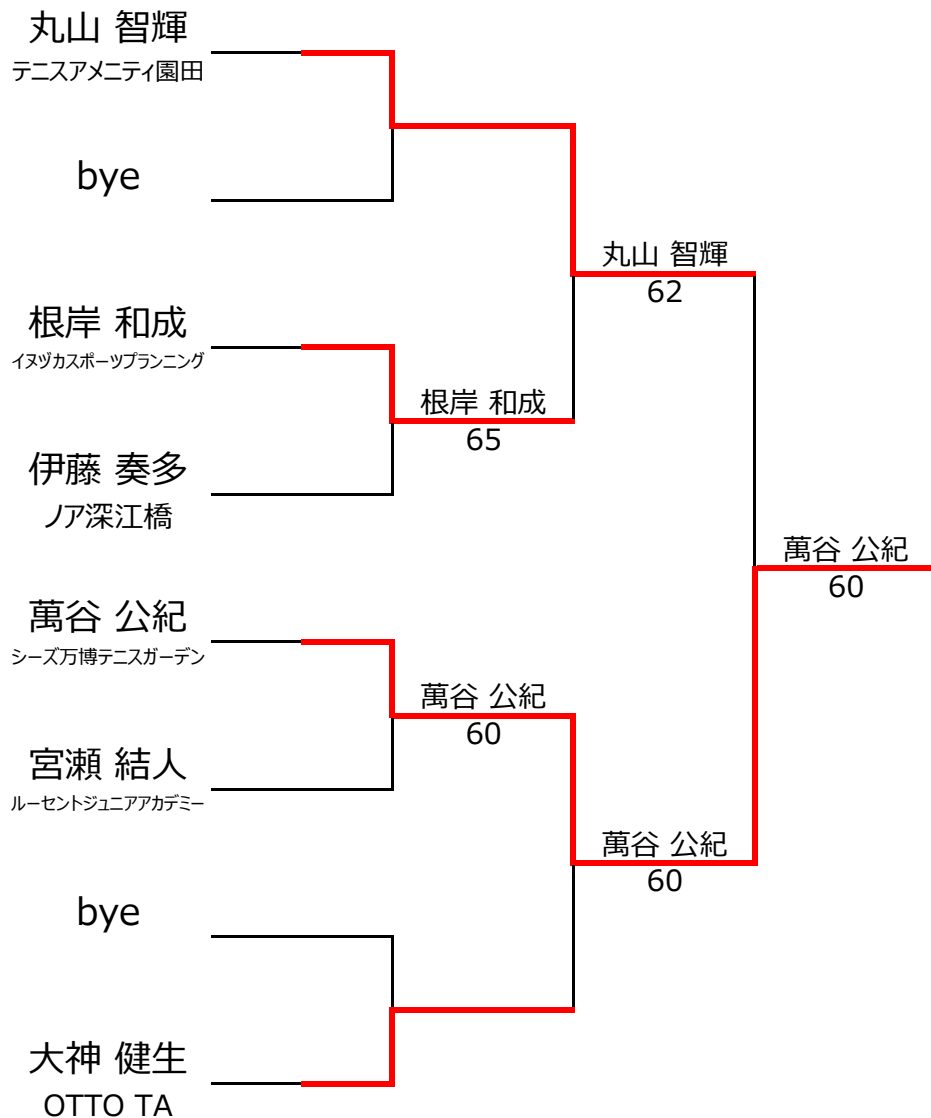 丸山 智輝
テニスアメニティ園田
bye
丸山 智輝
62
根岸 和成
イヌヅカスポーツプランニング
根岸 和成
65
伊藤 奏多
ノア深江橋
萬谷 公紀
60
萬谷 公紀
シーズ万博テニスガーデン
萬谷 公紀
60
宮瀬 結人
ルーセントジュニアアカデミー
萬谷 公紀
60
bye
大神 健生
OTTO TA